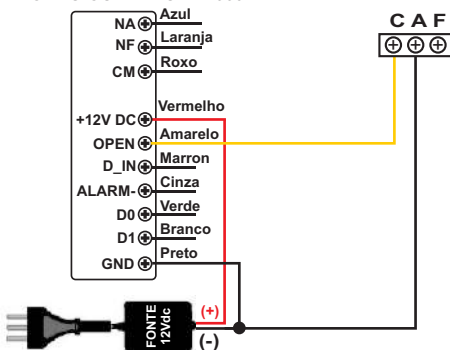 NA Azul
NF Laranja
CM Roxo
+12V DC Vermelho
OPEN Amarelo
D_IN Marron
ALARM- Cinza
D0 Verde
D1 Branco
GND Preto
C A F
FONTE
12Vdc
(+)
(-)